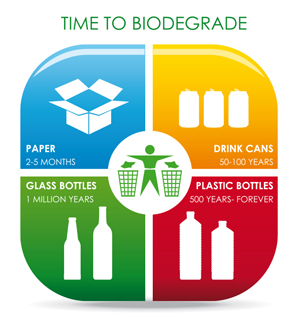 TIME TO BIODEGRADE
PAPER
2-5 MONTHS
DRINK CANS
50-100 YEARS
GLASS BOTTLES
1 MILLION YEARS
PLASTIC BOTTLES
500 YEARS- FOREVER